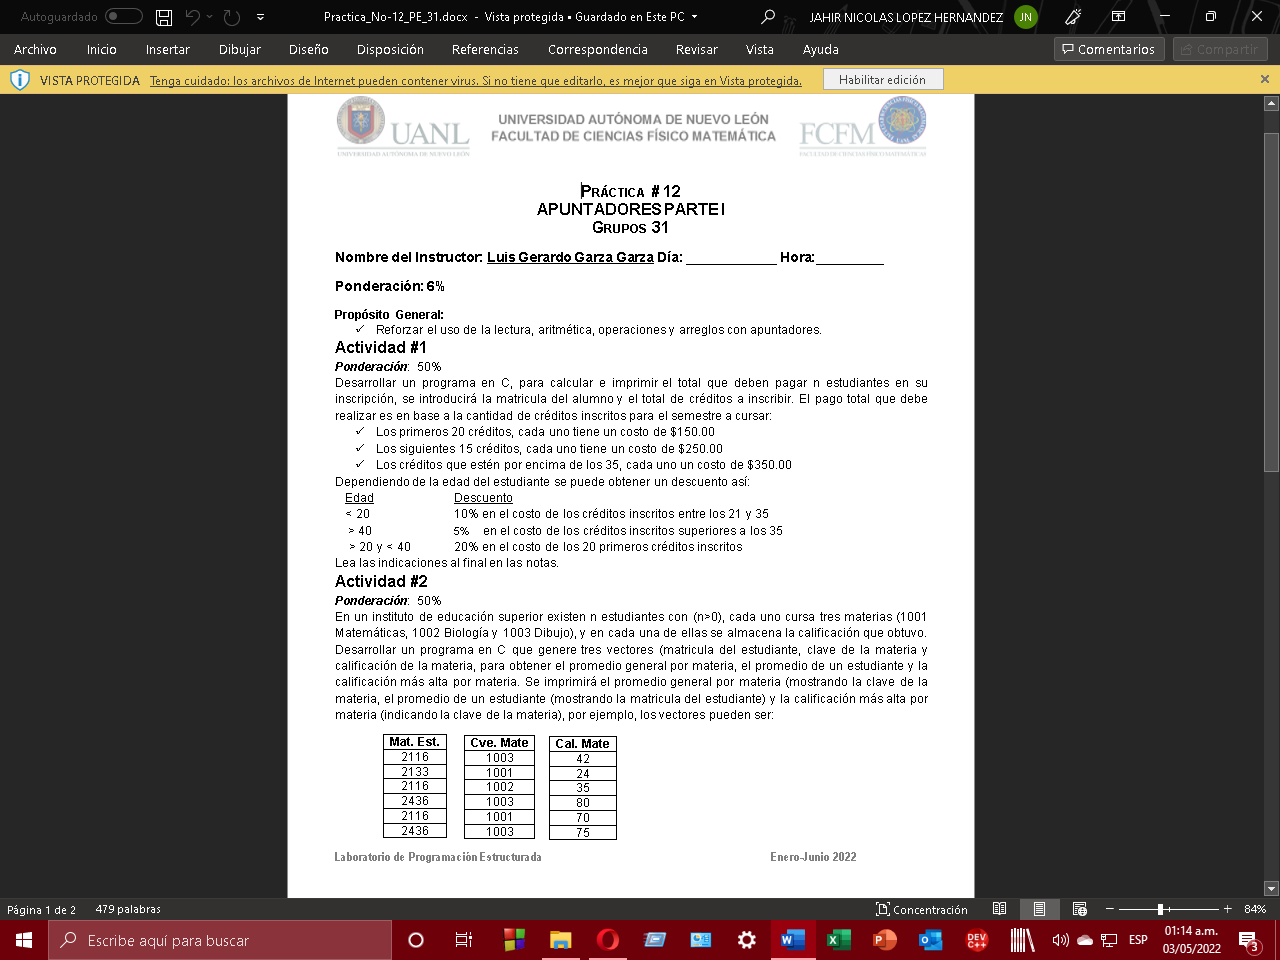 Autoguardado
Practica_No-12_PE_31.docx - Vista protegida • Guardado en Este PC
JAHIR NICOLAS LOPEZ HERNANDEZ
JN
Archivo Inicio Insertar Dibujar Diseño Disposición Referencias Correspondencia Revisar Vista Ayuda
Comentarios Compartir
VISTA PROTEGIDA Tenga cuidado: los archivos de Internet pueden contener virus. Si no tiene que editarlo, es mejor que siga en Vista protegida. Habilitar edición
UANL
UNIVERSIDAD AUTÓNOMA DE NUEVO LEÓN
UNIVERSIDAD AUTÓNOMA DE NUEVO LEÓN
FACULTAD DE CIENCIAS FÍSICO MATEMÁTICA
FCFM
FACULTAD DE CIENCIAS FÍSICO MATEMÁTICAS
PRÁCTICA # 12
APUNTADORES PARTE I
GRUPOS 31
Nombre del Instructor: Luis Gerardo Garza Garza Día: ____________ Hora:_________
Ponderación: 6%
Propósito General:
✓ Reforzar el uso de la lectura, aritmética, operaciones y arreglos con apuntadores.
Actividad #1
Ponderación: 50%
Desarrollar un programa en C, para calcular e imprimir el total que deben pagar n estudiantes en su
inscripción, se introducirá la matricula del alumno y el total de créditos a inscribir. El pago total que debe
realizar es en base a la cantidad de créditos inscritos para el semestre a cursar:
✓ Los primeros 20 créditos, cada uno tiene un costo de $150.00
✓ Los siguientes 15 créditos, cada uno tiene un costo de $250.00
✓ Los créditos que estén por encima de los 35, cada uno un costo de $350.00
Dependiendo de la edad del estudiante se puede obtener un descuento así:
Edad Descuento
< 20 10% en el costo de los créditos inscritos entre los 21 y 35
> 40 5% en el costo de los créditos inscritos superiores a los 35
> 20 y < 40 20% en el costo de los 20 primeros créditos inscritos
Lea las indicaciones al final en las notas.
Actividad #2
Ponderación: 50%
En un instituto de educación superior existen n estudiantes con (n>0), cada uno cursa tres materias (1001
Matemáticas, 1002 Biología y 1003 Dibujo), y en cada una de ellas se almacena la calificación que obtuvo.
Desarrollar un programa en C que genere tres vectores (matricula del estudiante, clave de la materia y
calificación de la materia, para obtener el promedio general por materia, el promedio de un estudiante y la
calificación más alta por materia. Se imprimirá el promedio general por materia (mostrando la clave de la
materia, el promedio de un estudiante (mostrando la matricula del estudiante) y la calificación más alta por
materia (indicando la clave de la materia), por ejemplo, los vectores pueden ser:
Mat. Est. Cve. Mate Cal. Mate
2116 1003 42
2133 1001 24
2116 1002 35
2436 1003 80
2116 1001 70
2436 1003 75
Laboratorio de Programación Estructurada Enero-Junio 2022
Página 1 de 2 479 palabras Concentración 84%
Escribe aquí para buscar
DEV C++
ESP
01:14 a.m.
03/05/2022
3